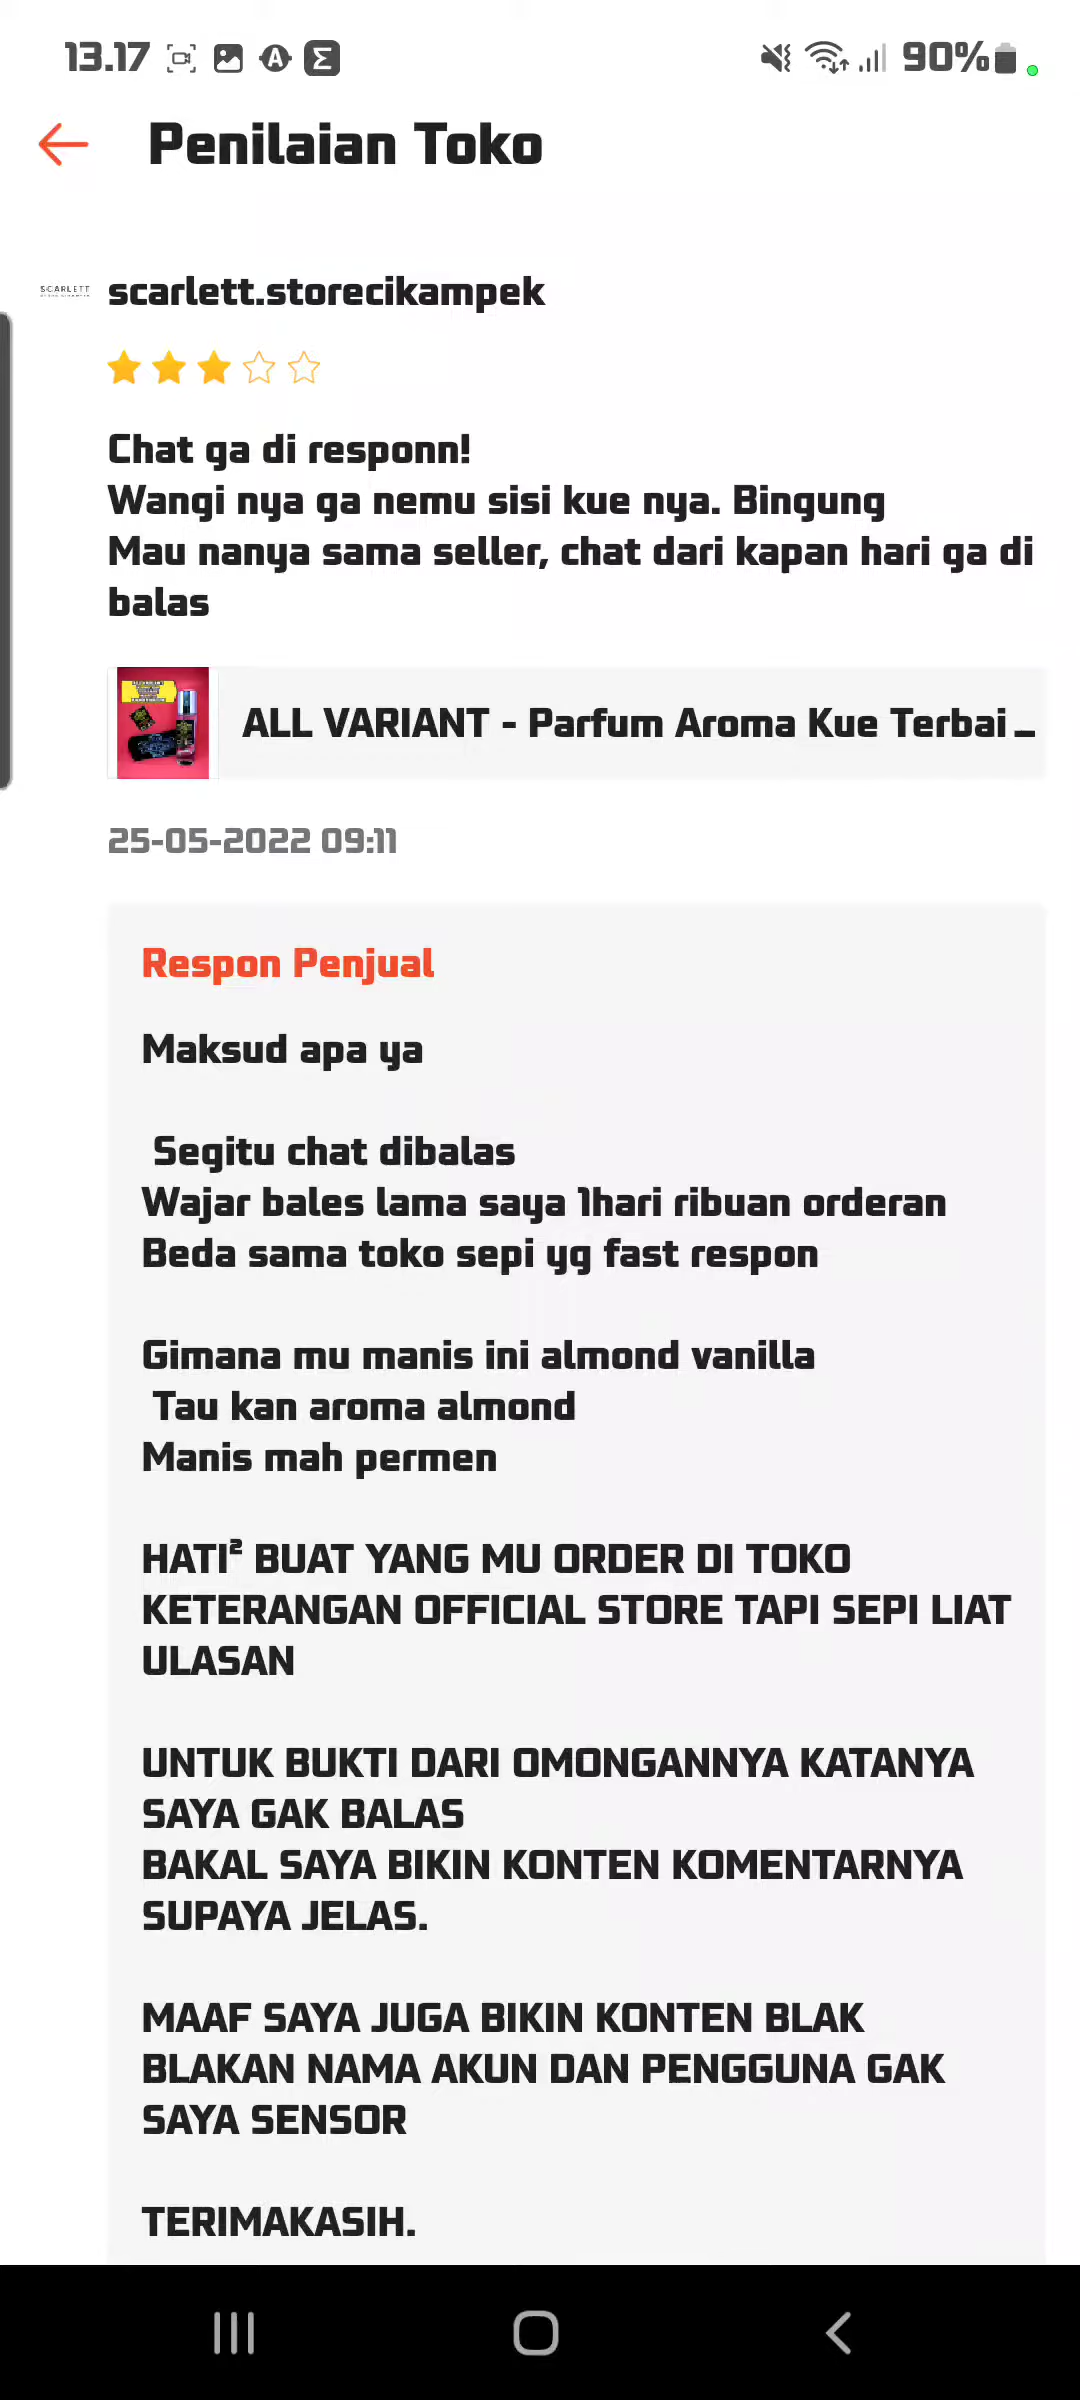 13.17
90%
Penilaian Toko
SCARLETT
scarlett.storecikampek
Chat ga di responn!
Wangi nya ga nemu sisi kue nya. Bingung
Mau nanya sama seller, chat dari kapan hari ga di
balas
ALL VARIANT - Parfum Aroma Kue Terbai...
25-05-2022 09:11
Respon Penjual
Maksud apa ya
Segitu chat dibalas
Wajar bales lama saya 1hari ribuan orderan
Beda sama toko sepi yg fast respon
Gimana mu manis ini almond vanilla
Tau kan aroma almond
Manis mah permen
HATI² BUAT YANG MU ORDER DI TOKO
KETERANGAN OFFICIAL STORE TAPI SEPI LIAT
ULASAN
UNTUK BUKTI DARI OMONGANNYA KATANYA
SAYA GAK BALAS
BAKAL SAYA BIKIN KONTEN KOMENTARNYA
SUPAYA JELAS.
MAAF SAYA JUGA BIKIN KONTEN BLAK
BLAKAN NAMA AKUN DAN PENGGUNA GAK
SAYA SENSOR
TERIMAKASIH.